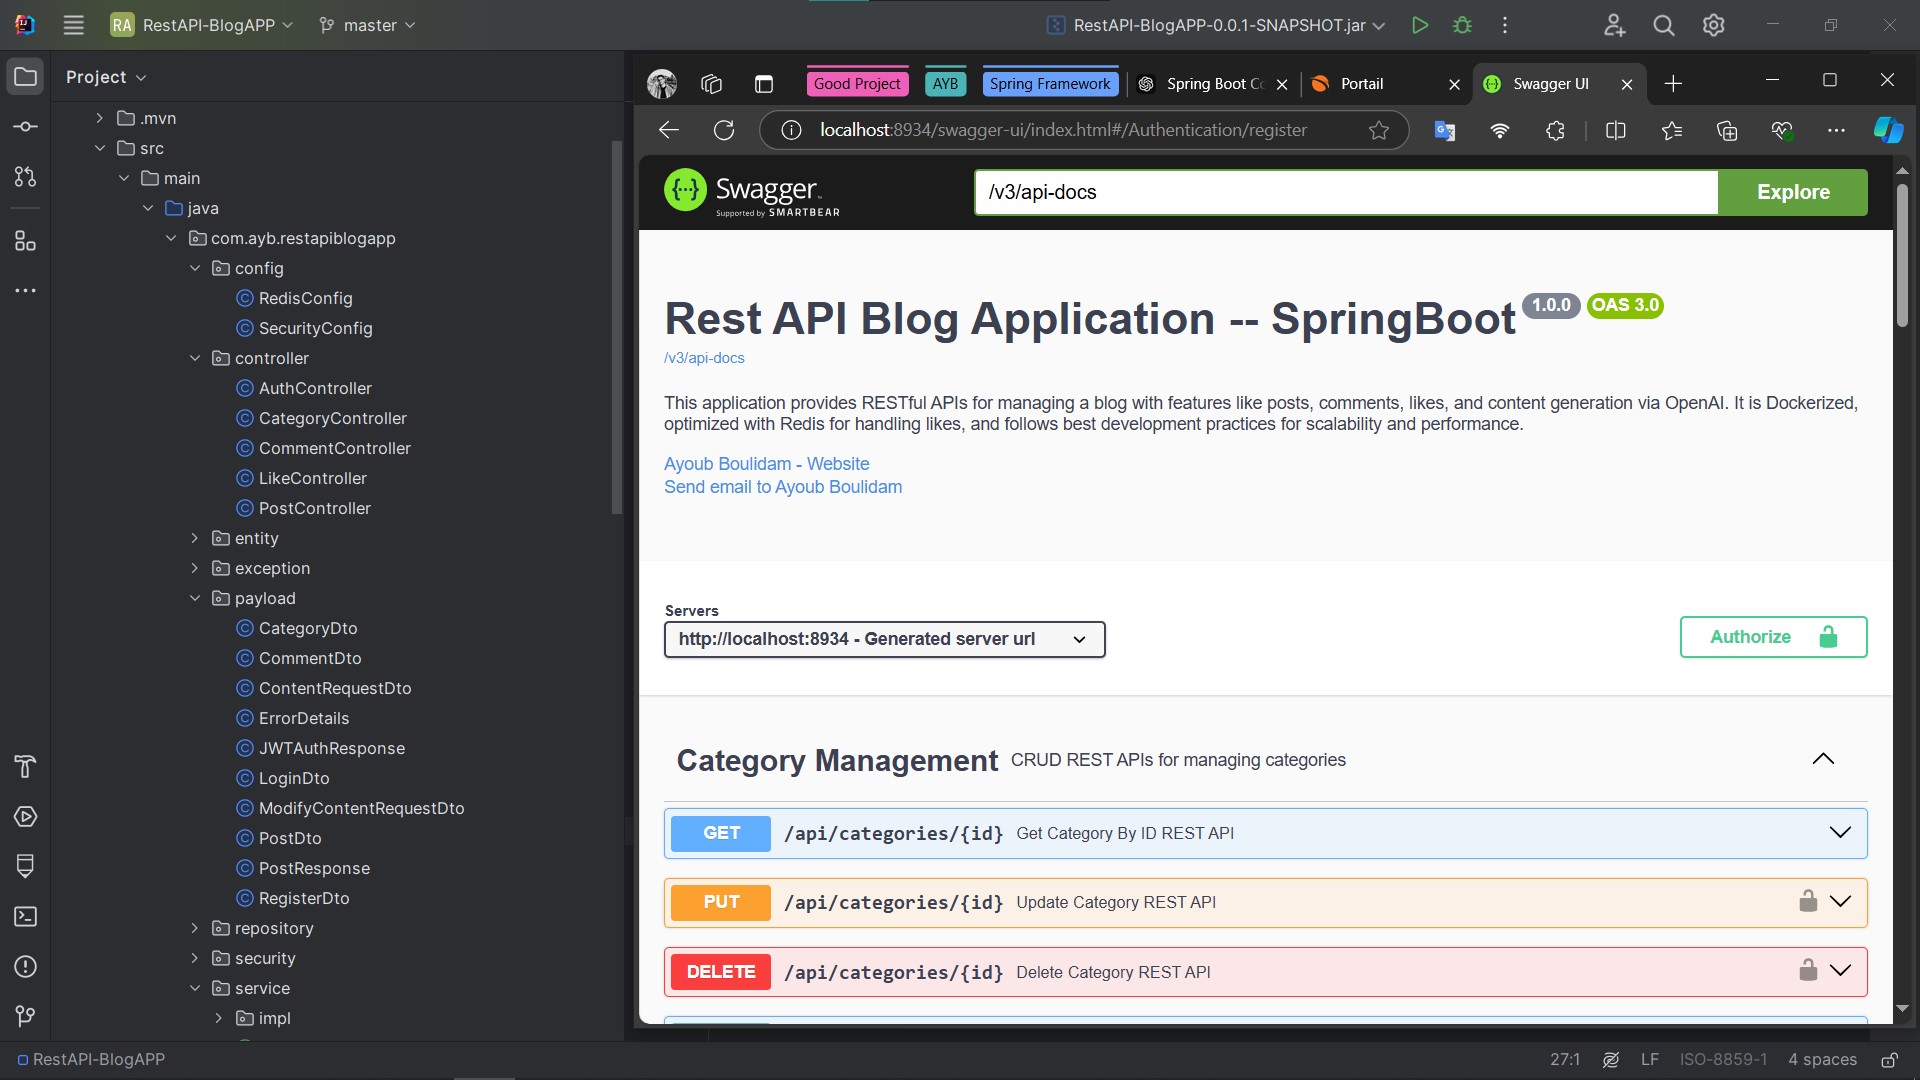 RA RestAPI-BlogAPP master RestAPI-BlogAPP-0.0.1-SNAPSHOT.jar
Project
.mvn
src
main
java
com.ayb.restapiblogapp
config
RedisConfig
SecurityConfig
controller
AuthController
CategoryController
CommentController
LikeController
PostController
entity
exception
payload
CategoryDto
CommentDto
ContentRequestDto
ErrorDetails
JWTAuthResponse
LoginDto
ModifyContentRequestDto
PostDto
PostResponse
RegisterDto
repository
security
service
impl
Good Project AYB Spring Framework Spring Boot Co Portail Swagger UI
localhost:8934/swagger-ui/index.html#/Authentication/register
Swagger
Supported by SMARTBEAR
/v3/api-docs
Explore
Rest API Blog Application -- SpringBoot 1.0.0 OAS 3.0
/v3/api-docs
This application provides RESTful APIs for managing a blog with features like posts, comments, likes, and content generation via OpenAI. It is Dockerized,
optimized with Redis for handling likes, and follows best development practices for scalability and performance.
Ayoub Boulidam - Website
Send email to Ayoub Boulidam
Servers
http://localhost:8934 - Generated server url
Authorize
Category Management CRUD REST APIs for managing categories
GET /api/categories/{id} Get Category By ID REST API
PUT /api/categories/{id} Update Category REST API
DELETE /api/categories/{id} Delete Category REST API
RestAPI-BlogAPP
27:1 LF ISO-8859-1 4 spaces